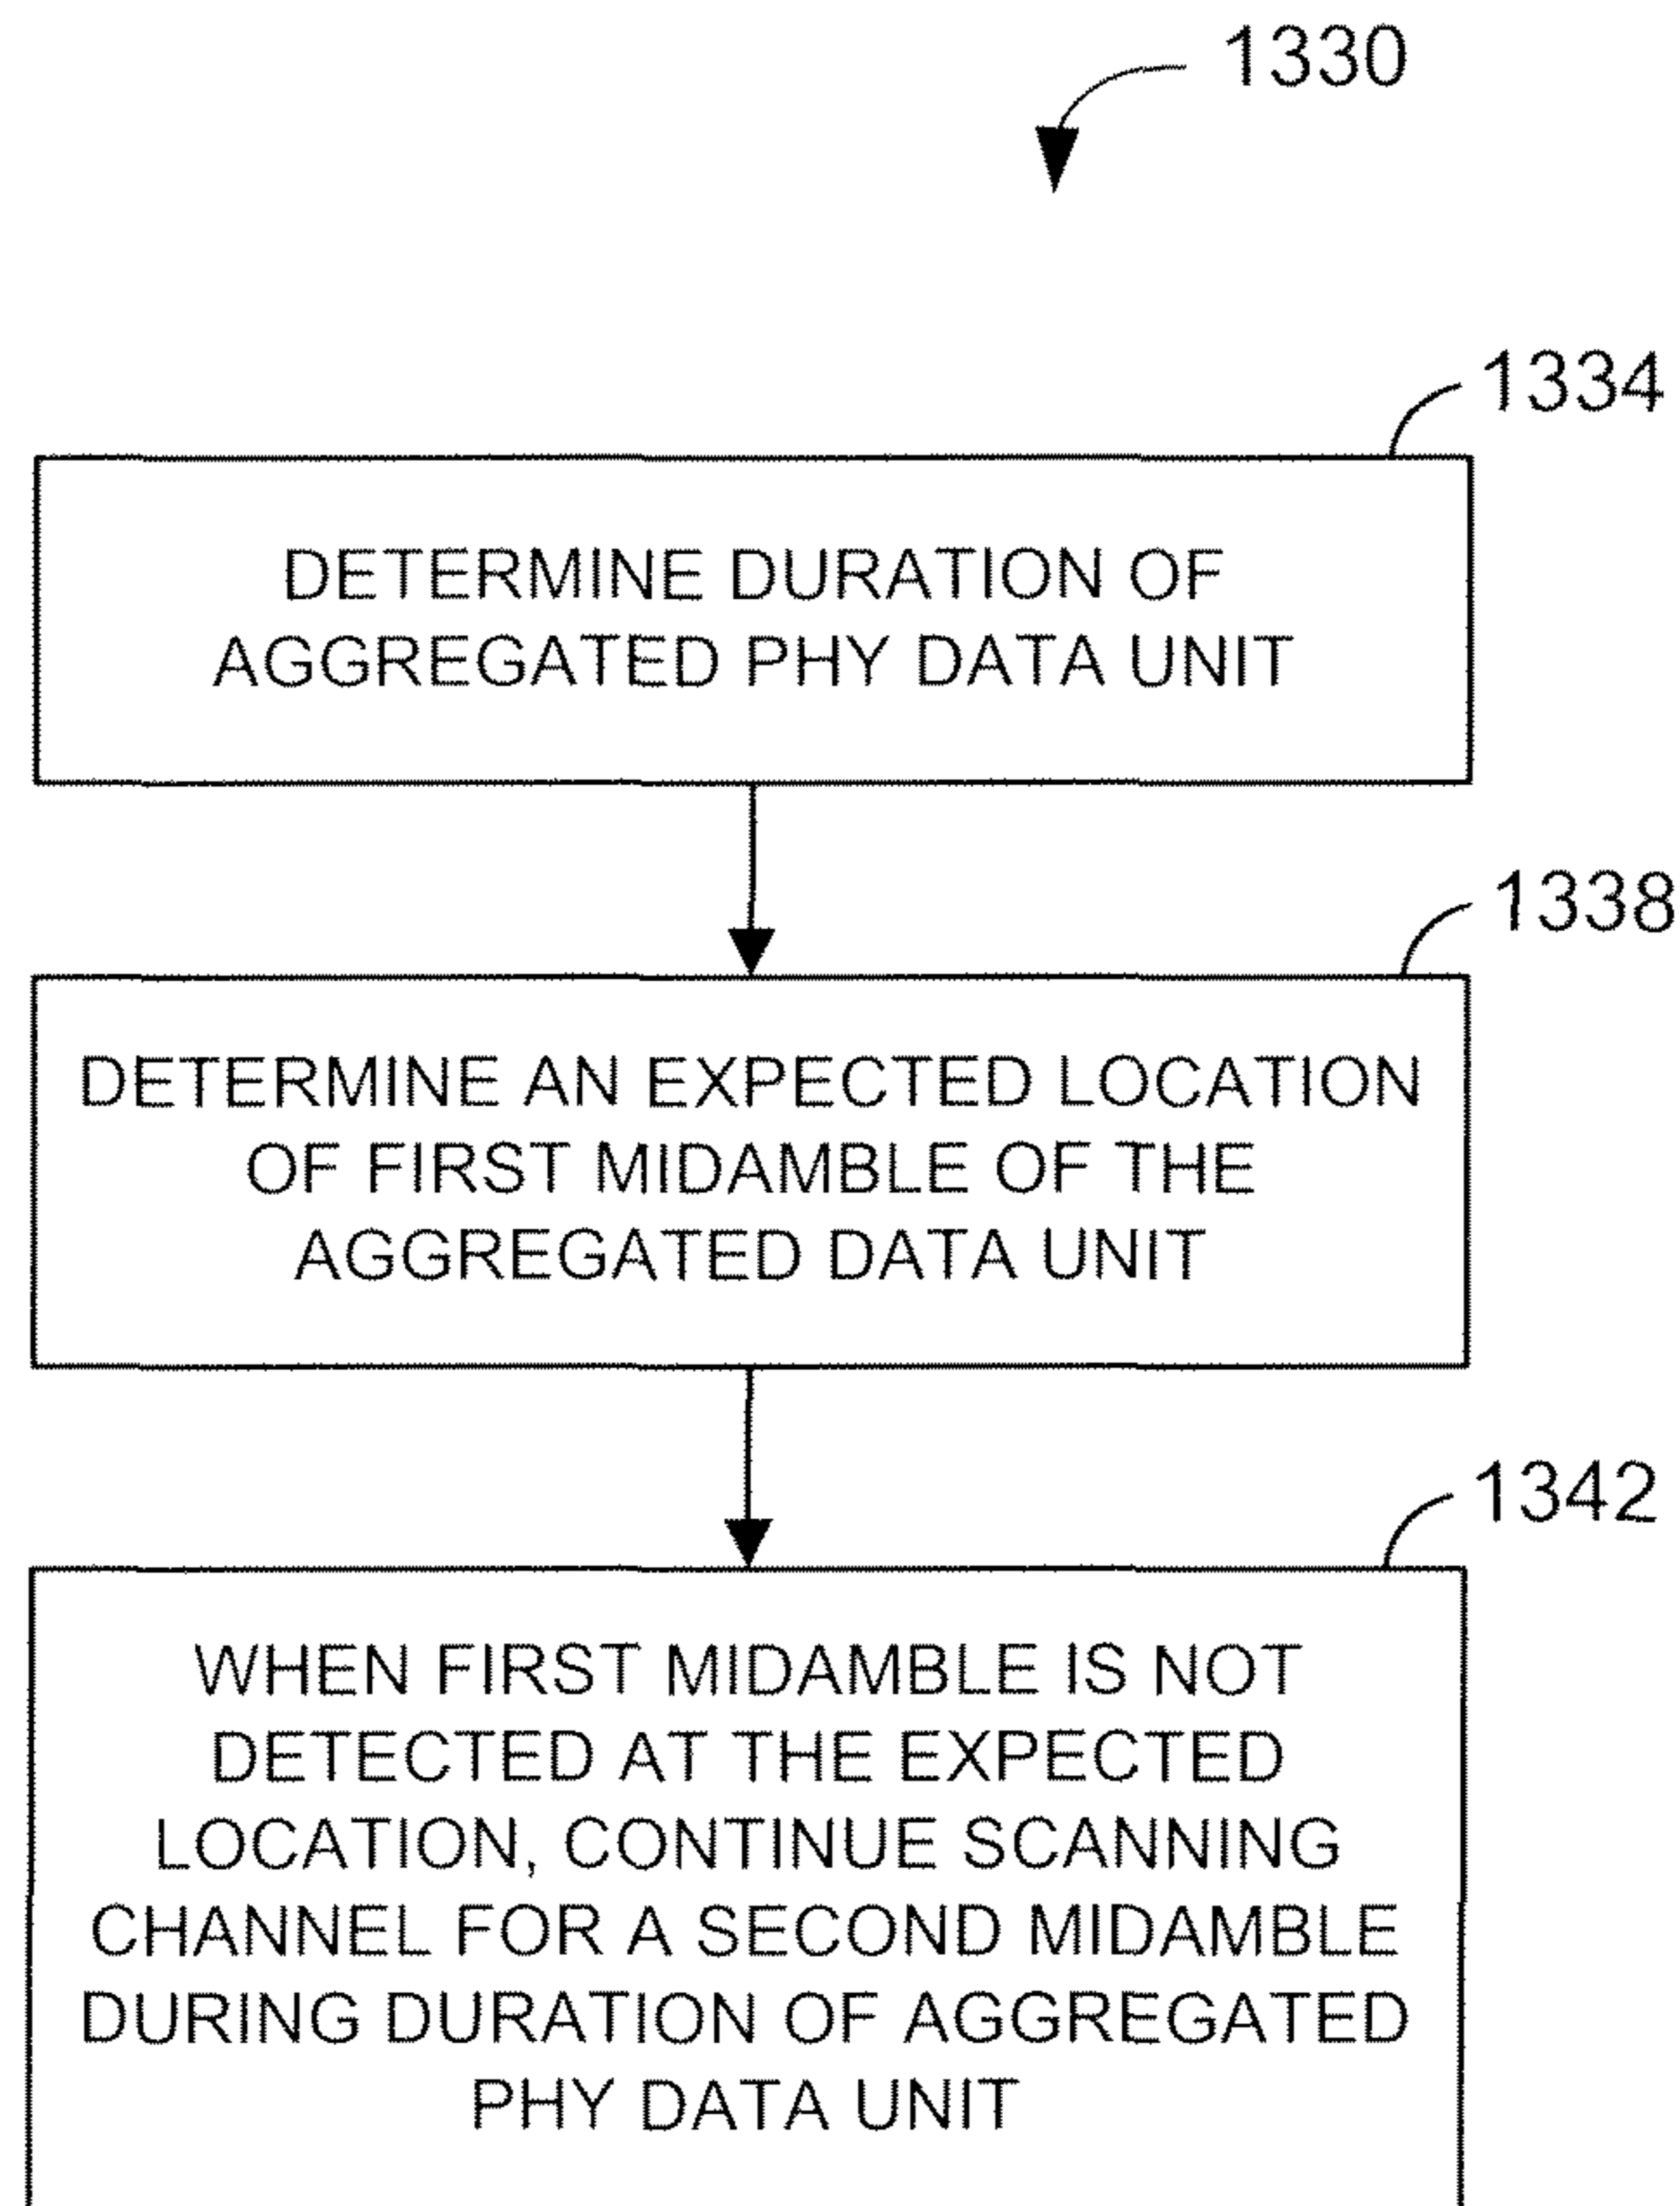 1330
1334
DETERMINE DURATION OF
AGGREGATED PHY DATA UNIT
1338
DETERMINE AN EXPECTED LOCATION
OF FIRST MIDAMBLE OF THE
AGGREGATED DATA UNIT
1342
WHEN FIRST MIDAMBLE IS NOT
DETECTED AT THE EXPECTED
LOCATION, CONTINUE SCANNING
CHANNEL FOR A SECOND MIDAMBLE
DURING DURATION OF AGGREGATED
PHY DATA UNIT